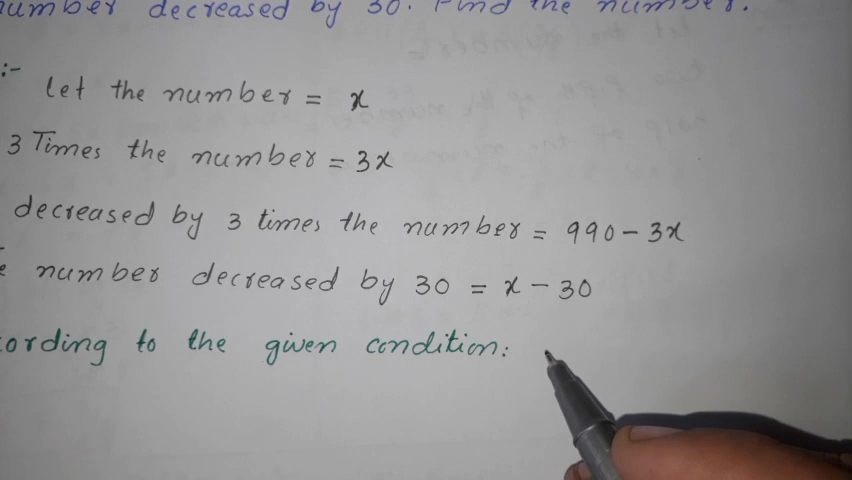 number decreased by 30. Find the number.
:-
let the number = x
3 Times the number = 3x
decreased by 3 times the number = 990 - 3x
number decreased by 30 = x - 30
cording to the given condition: